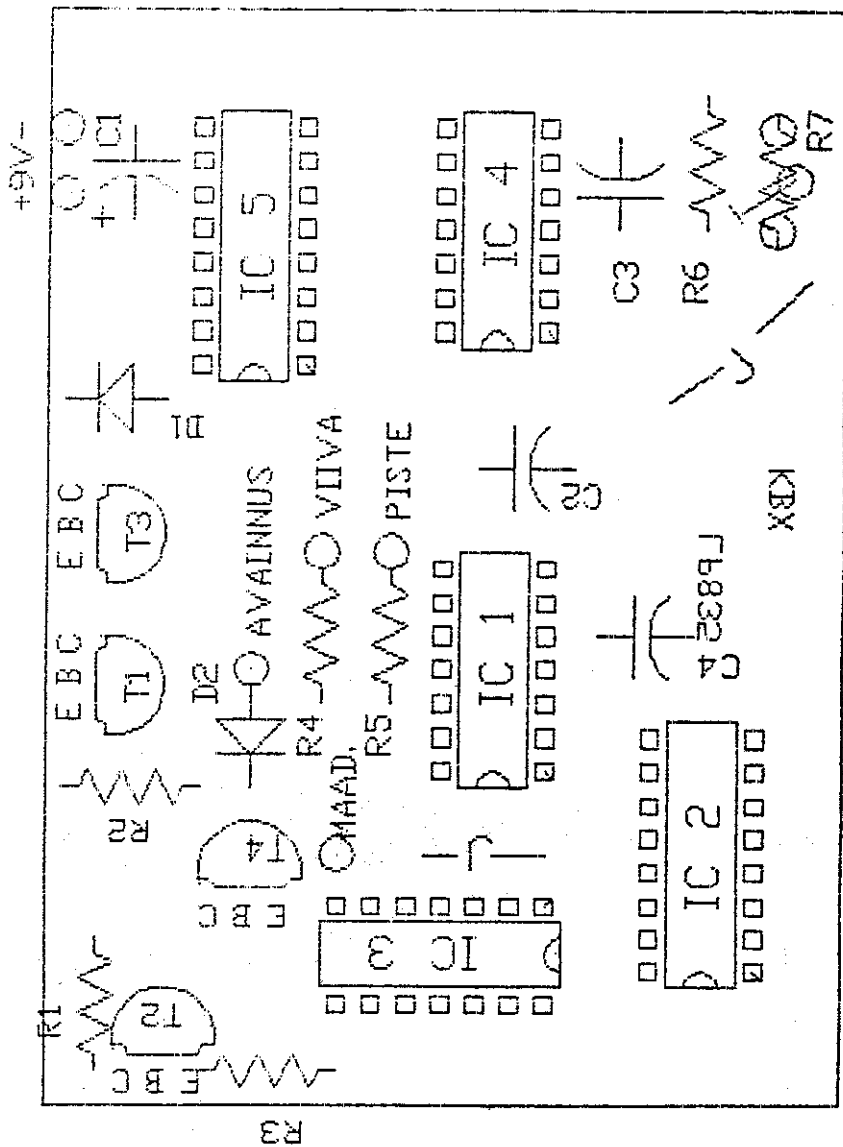 +9V-
C1
+
IC 5
IC 4
C3
R6
R7
D1
E B C
T3
AVAINNUS
VIIVA
PISTE
C2
KBX
E B C
T1
D2
R4
R5
IC 1
LP832
C4
R2
T4
E B C
MAAD.
J
J
IC 3
IC 2
R1
T2
E B C
R3